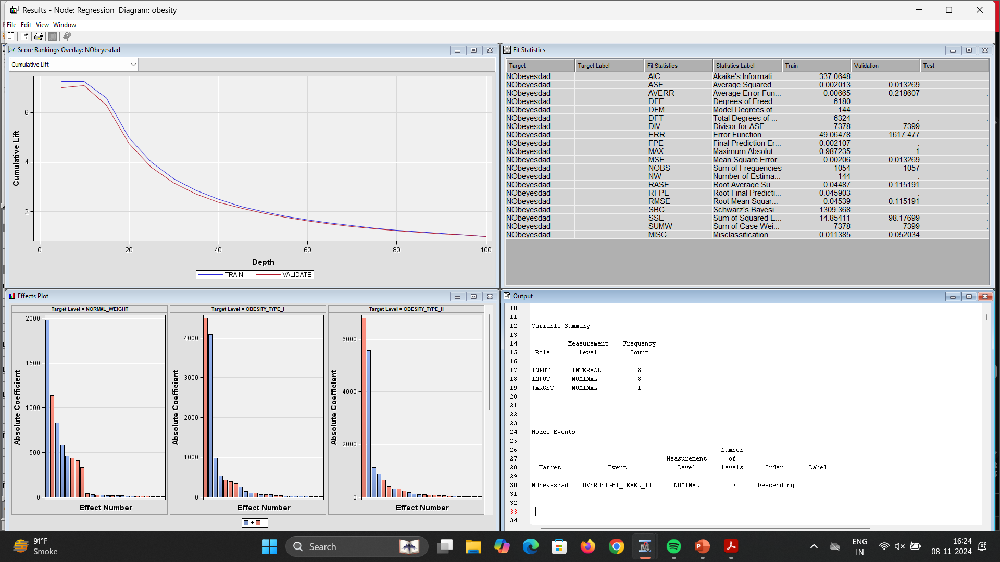 Results - Node: Regression  Diagram: obesity
File Edit View Window
Score Rankings Overlay: NObeyesdad
Cumulative Lift
Cumulative Lift
6
4
2
0 20 40 60 80 100
Depth
TRAIN VALIDATE
Fit Statistics
Target Target Label Fit Statistics Statistics Label Train Validation Test
NObeyesdad AIC Akaike's Informati... 337.0648 . .
NObeyesdad ASE Average Squared ... 0.002013 0.013269 .
NObeyesdad AVERR Average Error Fun... 0.00665 0.218607 .
NObeyesdad DFE Degrees of Freed... 6180 . .
NObeyesdad DFM Model Degrees of ... 144 . .
NObeyesdad DFT Total Degrees of ... 6324 . .
NObeyesdad DIV Divisor for ASE 7378 7399 .
NObeyesdad ERR Error Function 49.06478 1617.477 .
NObeyesdad FPE Final Prediction Er... 0.002107 . .
NObeyesdad MAX Maximum Absolut... 0.987235 1 .
NObeyesdad MSE Mean Square Error 0.00206 0.013269 .
NObeyesdad NOBS Sum of Frequencies 1054 1057 .
NObeyesdad NW Number of Estima... 144 . .
NObeyesdad RASE Root Average Su... 0.04487 0.115191 .
NObeyesdad RFPE Root Final Predicti... 0.045903 . .
NObeyesdad RMSE Root Mean Squar... 0.04539 0.115191 .
NObeyesdad SBC Schwarz's Bayesi... 1309.368 . .
NObeyesdad SSE Sum of Squared E... 14.85411 98.17699 .
NObeyesdad SUMW Sum of Case Wei... 7378 7399 .
NObeyesdad MISC Misclassification ... 0.011385 0.052034 .
Effects Plot
Target Level = NORMAL_WEIGHT
Absolute Coefficient
2000
1500
1000
500
0
Effect Number
Target Level = OBESITY_TYPE_I
Absolute Coefficient
4000
3000
2000
1000
0
Effect Number
Target Level = OBESITY_TYPE_II
Absolute Coefficient
6000
4000
2000
0
Effect Number
+ -
Output
10
11
12 Variable Summary
13
14 Measurement Frequency
15 Role Level Count
16
17 INPUT INTERVAL 8
18 INPUT NOMINAL 8
19 TARGET NOMINAL 1
20
21
22
23
24 Model Events
25
26 Number
27 Measurement of
28 Target Event Level Levels Order Label
29
30 NObeyesdad OVERWEIGHT_LEVEL_II NOMINAL 7 Descending
31
32
33
34
91°F
Smoke
Search
ENG
IN
16:24
08-11-2024